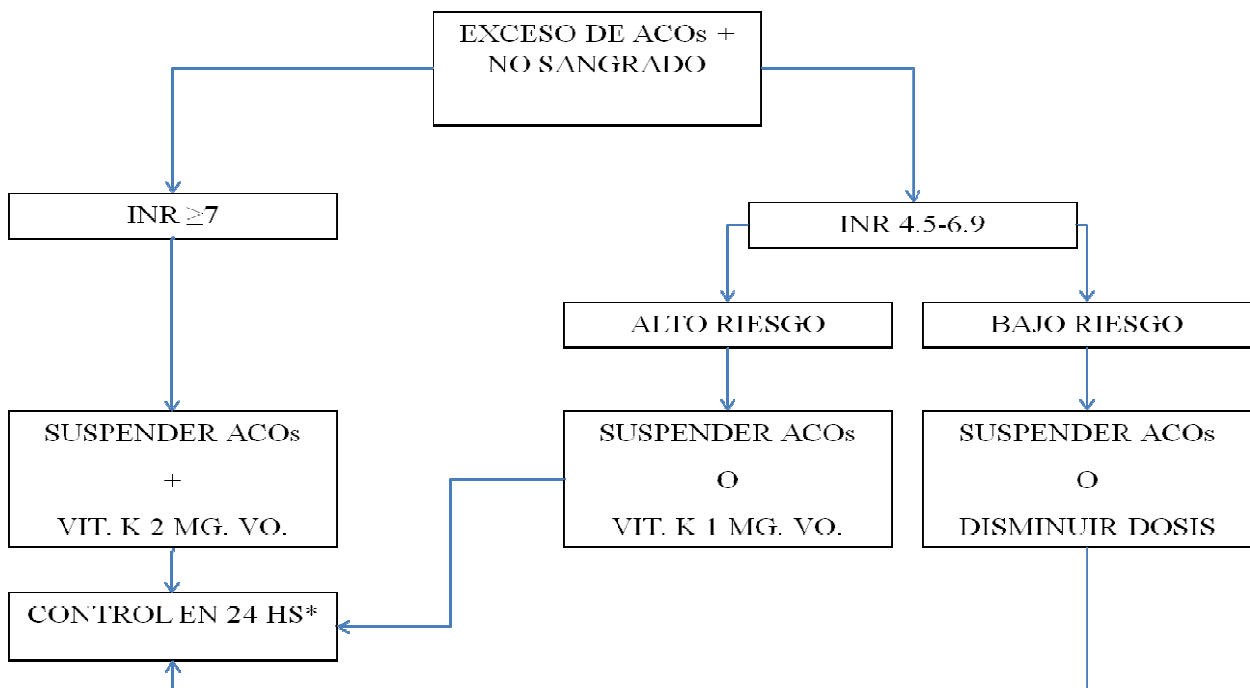 EXCESO DE ACOs +
NO SANGRADO
INR ≥7
INR 4.5-6.9
ALTO RIESGO
BAJO RIESGO
SUSPENDER ACOs
+
VIT. K 2 MG. VO.
SUSPENDER ACOs
O
VIT. K 1 MG. VO.
SUSPENDER ACOs
O
DISMINUIR DOSIS
CONTROL EN 24 HS*